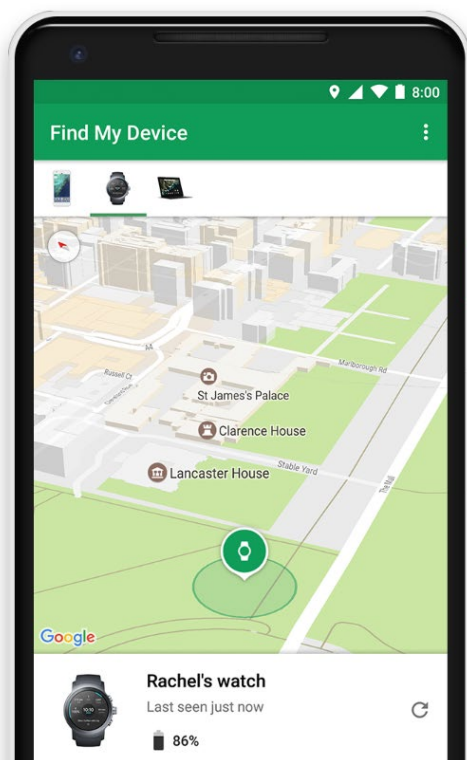 8:00
Find My Device
A4
Russell Ct
Marlborough Rd
St James's Palace
Clarence House
Stable Yard
Lancaster House
The Mall
Google
Rachel's watch
Last seen just now
86%